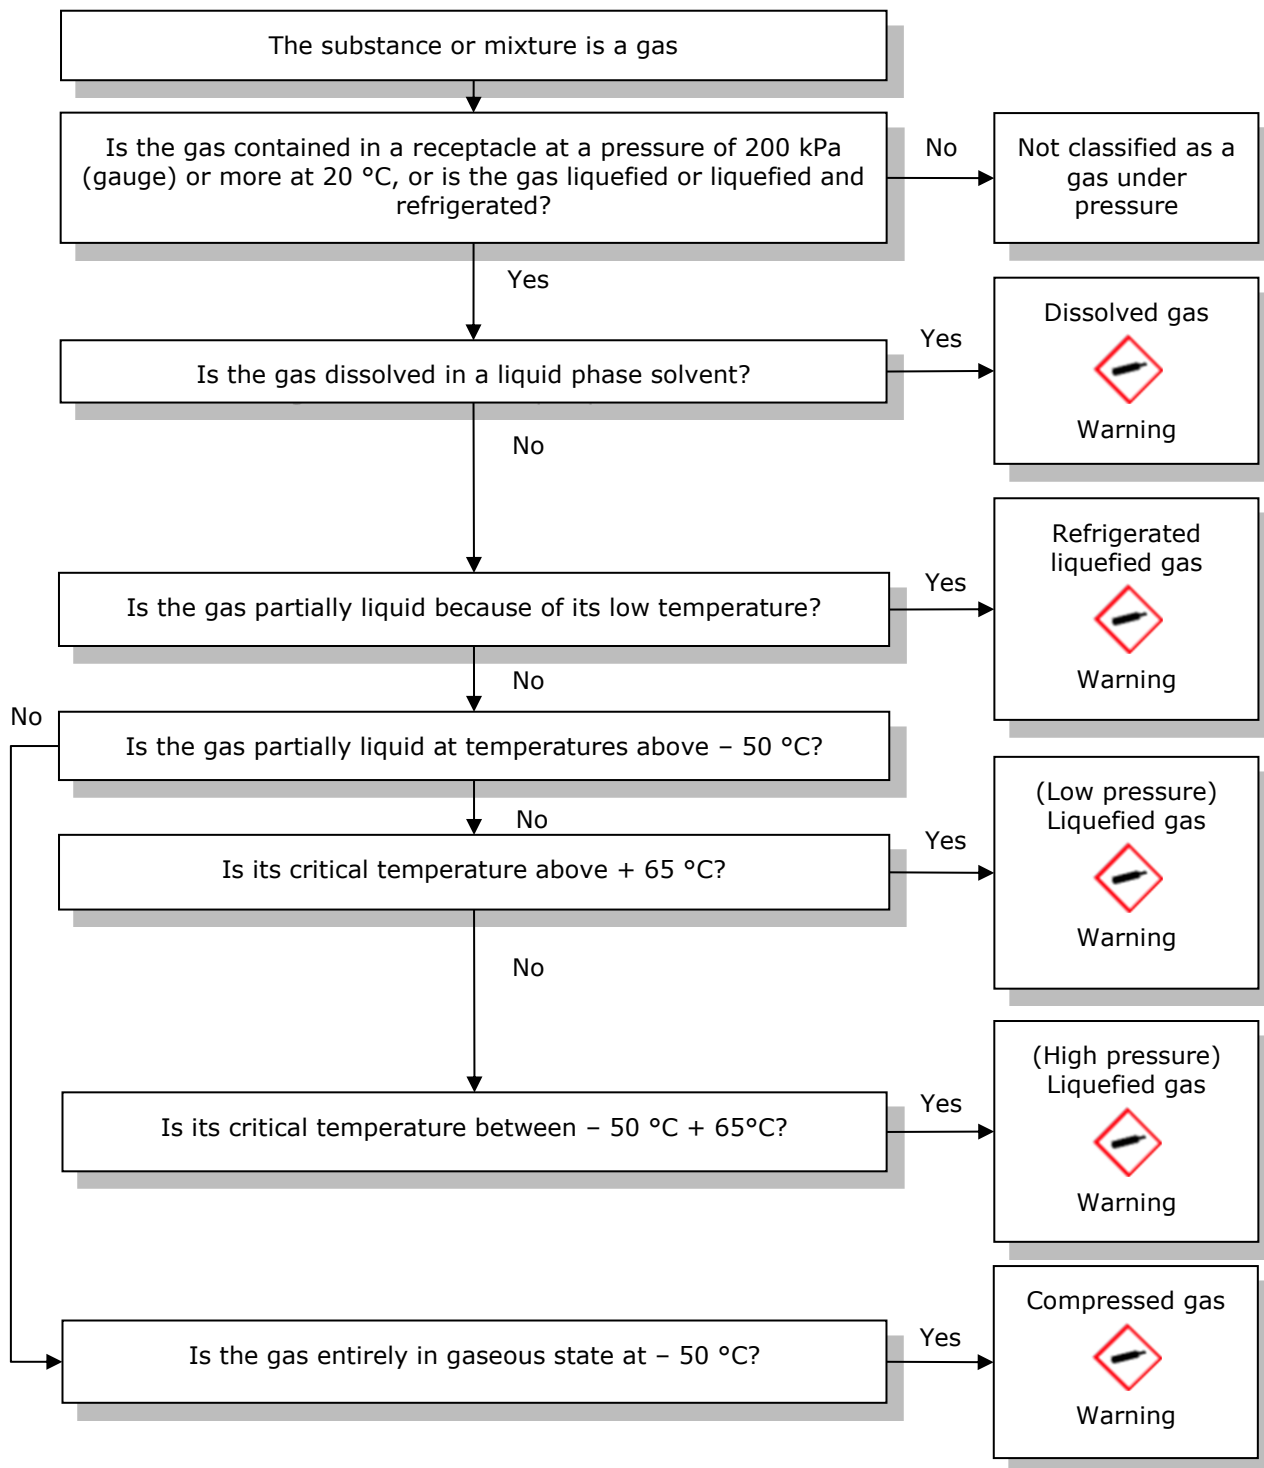 The substance or mixture is a gas
Is the gas contained in a receptacle at a pressure of 200 kPa
(gauge) or more at 20 °C, or is the gas liquefied or liquefied and
refrigerated?
No
Not classified as a
gas under
pressure
Yes
Is the gas dissolved in a liquid phase solvent?
Yes
Dissolved gas
Warning
No
Is the gas partially liquid because of its low temperature?
Yes
Refrigerated
liquefied gas
Warning
No
No
Is the gas partially liquid at temperatures above – 50 °C?
No
Is its critical temperature above + 65 °C?
Yes
(Low pressure)
Liquefied gas
Warning
No
Is its critical temperature between – 50 °C + 65°C?
Yes
(High pressure)
Liquefied gas
Warning
Is the gas entirely in gaseous state at – 50 °C?
Yes
Compressed gas
Warning